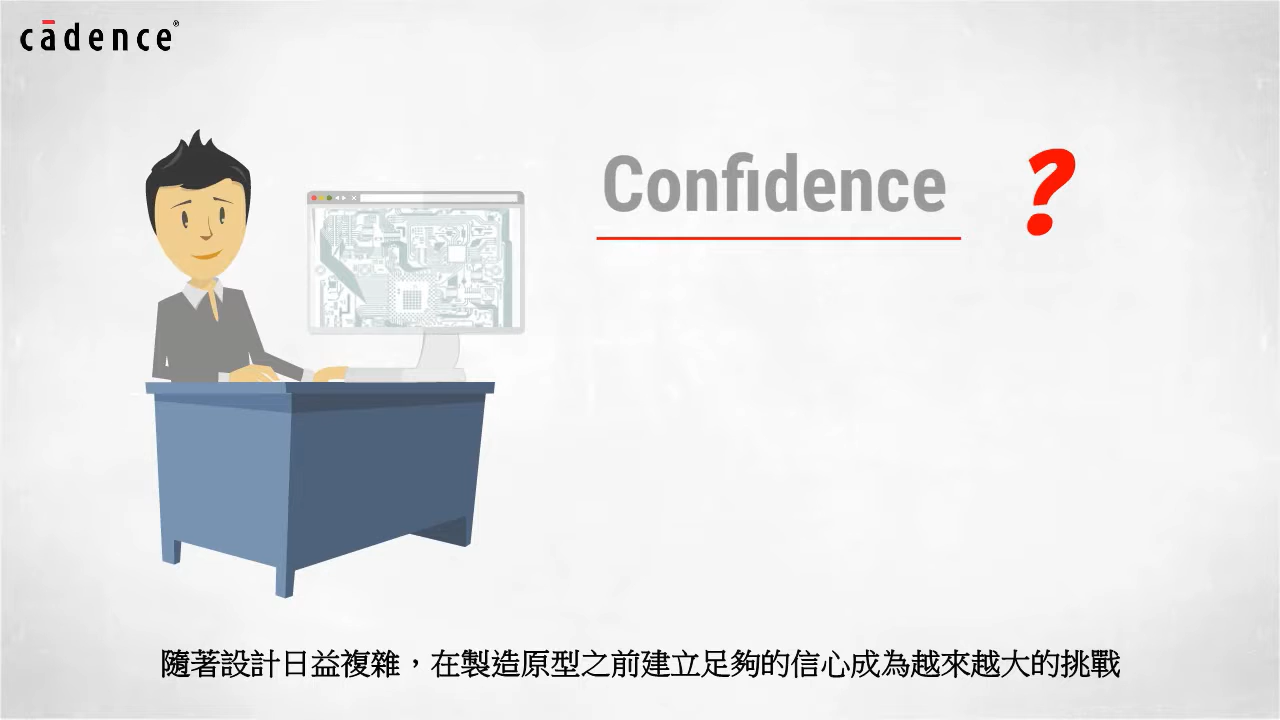 cādence®
Confidence ?
隨著設計日益複雜，在製造原型之前建立足夠的信心成為越來越大的挑戰